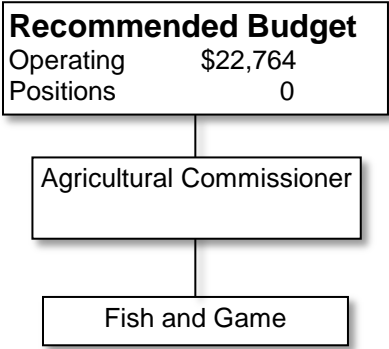 Recommended Budget
Operating $22,764
Positions 0
Agricultural Commissioner
Fish and Game